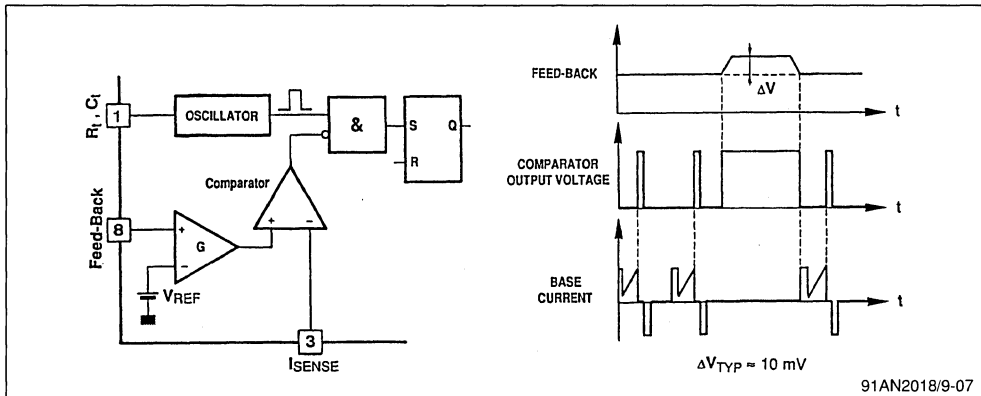 Rt , Ct
1
OSCILLATOR
&
S
Q
R
Comparator
+
−
Feed-Back
8
+
G
−
VREF
3
ISENSE
FEED-BACK
ΔV
t
COMPARATOR
OUTPUT VOLTAGE
t
BASE
CURRENT
t
ΔVTYP ≈ 10 mV
91AN2018/9-07